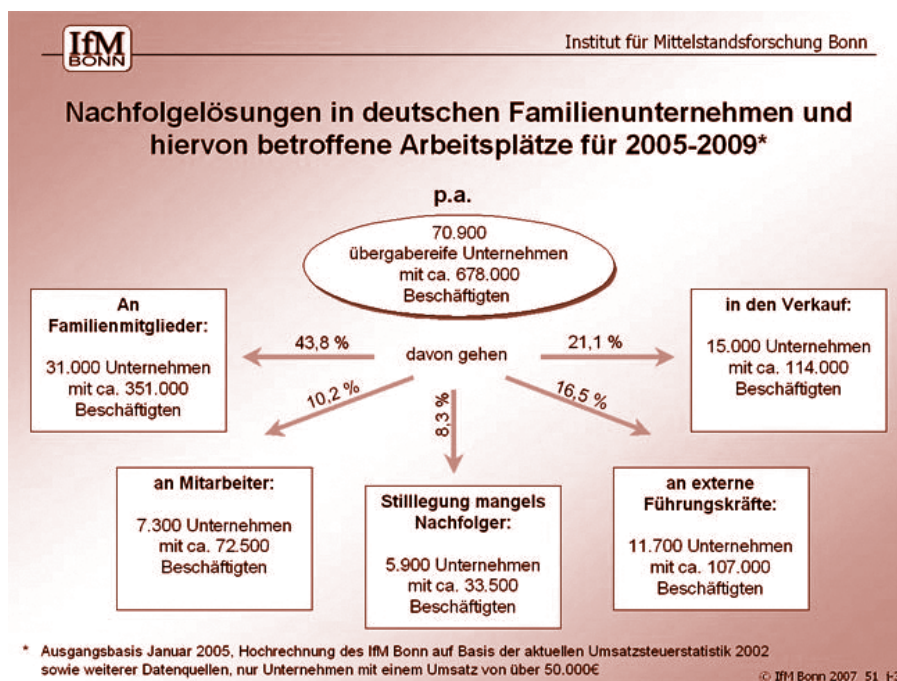 IfM
BONN
Institut für Mittelstandsforschung Bonn
Nachfolgelösungen in deutschen Familienunternehmen und
hiervon betroffene Arbeitsplätze für 2005-2009*
p.a.
70.900
übergabereife Unternehmen
mit ca. 678.000
Beschäftigten
An
Familienmitglieder:
31.000 Unternehmen
mit ca. 351.000
Beschäftigten
43,8 %
davon gehen
21,1 %
in den Verkauf:
15.000 Unternehmen
mit ca. 114.000
Beschäftigten
10,2 %
8,3 %
16,5 %
an Mitarbeiter:
7.300 Unternehmen
mit ca. 72.500
Beschäftigten
Stilllegung mangels
Nachfolger:
5.900 Unternehmen
mit ca. 33.500
Beschäftigten
an externe
Führungskräfte:
11.700 Unternehmen
mit ca. 107.000
Beschäftigten
* Ausgangsbasis Januar 2005, Hochrechnung des IfM Bonn auf Basis der aktuellen Umsatzsteuerstatistik 2002
sowie weiterer Datenquellen, nur Unternehmen mit einem Umsatz von über 50.000€
© IfM Bonn 2007 51